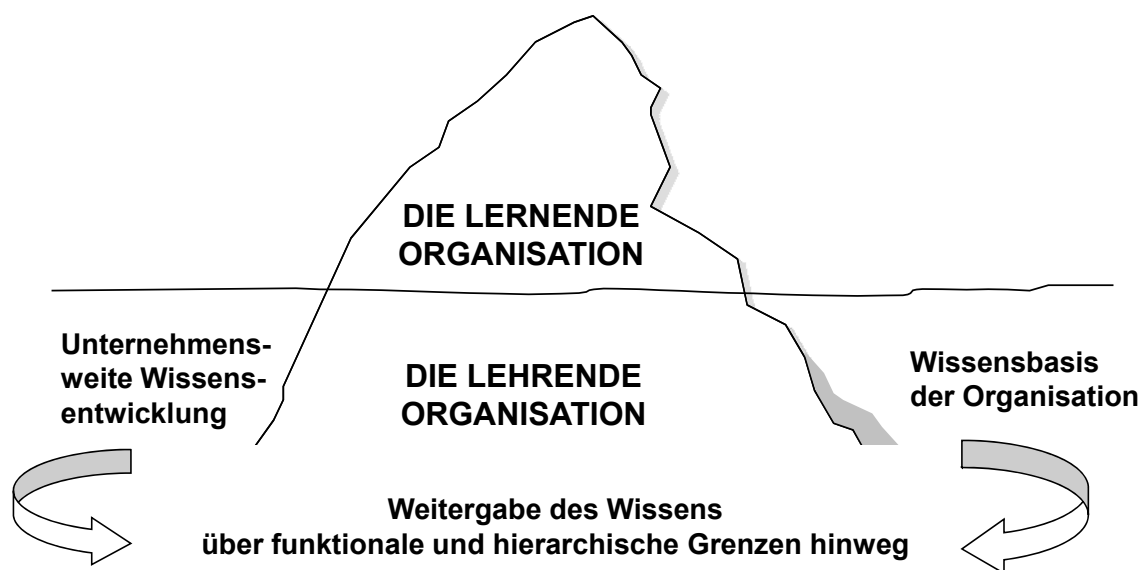 DIE LERNENDE
ORGANISATION
Unternehmens-
weite Wissens-
entwicklung
DIE LEHRENDE
ORGANISATION
Wissensbasis
der Organisation
Weitergabe des Wissens
über funktionale und hierarchische Grenzen hinweg